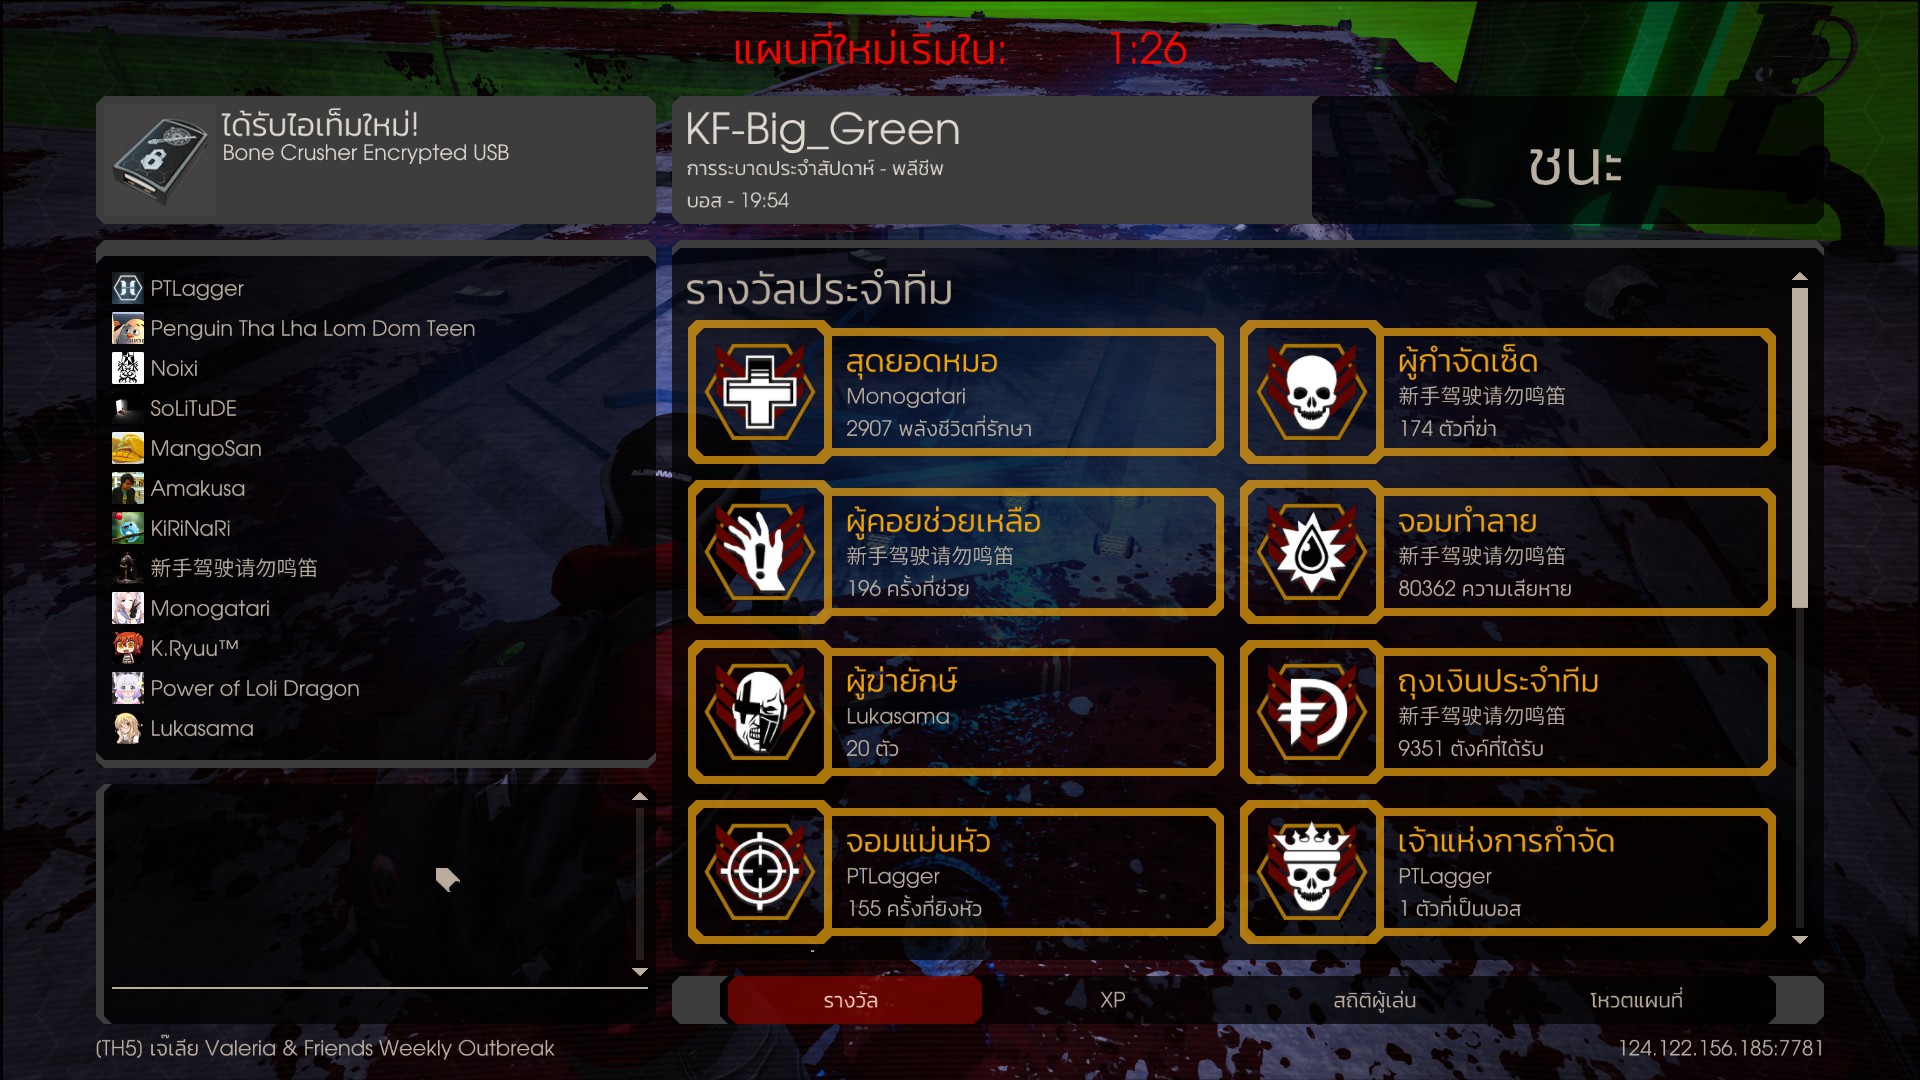 แผนที่ใหม่เริ่มใน: 1:26
ได้รับไอเท็มใหม่!
Bone Crusher Encrypted USB
KF-Big_Green
การระบาดประจำสัปดาห์ - พลีชีพ
บอส - 19:54
ชนะ
PTLagger
Penguin Tha Lha Lom Dom Teen
Noixi
SoLiTuDE
MangoSan
Amakusa
KiRiNaRi
新手驾驶请勿鸣笛
Monogatari
K.Ryuu™
Power of Loli Dragon
Lukasama
รางวัลประจำทีม
สุดยอดหมอ
Monogatari
2907 พลังชีวิตที่รักษา
ผู้กำจัดเซ็ด
新手驾驶请勿鸣笛
174 ตัวที่ฆ่า
ผู้คอยช่วยเหลือ
新手驾驶请勿鸣笛
196 ครั้งที่ช่วย
จอมทำลาย
新手驾驶请勿鸣笛
80362 ความเสียหาย
ผู้ฆ่ายักษ์
Lukasama
20 ตัว
ถุงเงินประจำทีม
新手驾驶请勿鸣笛
9351 ตังค์ที่ได้รับ
จอมแม่นหัว
PTLagger
155 ครั้งที่ยิงหัว
เจ้าแห่งการกำจัด
PTLagger
1 ตัวที่เป็นบอส
รางวัล
XP
สถิติผู้เล่น
โหวตแผนที่
(TH5) เจ๊เลีย Valeria & Friends Weekly Outbreak
124.122.156.185:7781